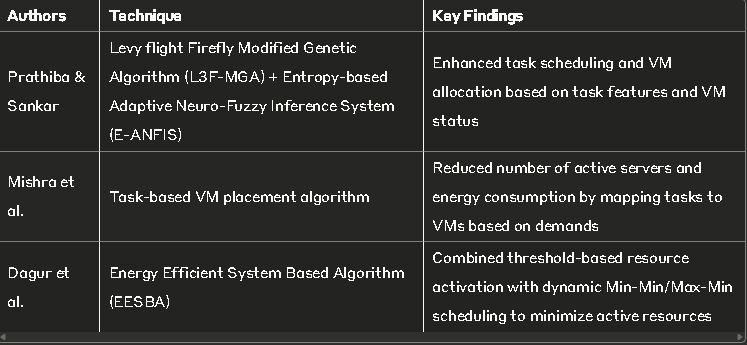 Authors Technique Key Findings
Prathiba & Sankar
Levy flight Firefly Modified Genetic
Algorithm (L3F-MGA) + Entropy-based
Adaptive Neuro-Fuzzy Inference System
(E-ANFIS)
Enhanced task scheduling and VM
allocation based on task features and VM
status
Mishra et
al.
Task-based VM placement algorithm
Reduced number of active servers and
energy consumption by mapping tasks to
VMs based on demands
Dagur et
al.
Energy Efficient System Based Algorithm
(EESBA)
Combined threshold-based resource
activation with dynamic Min-Min/Max-Min
scheduling to minimize active resources